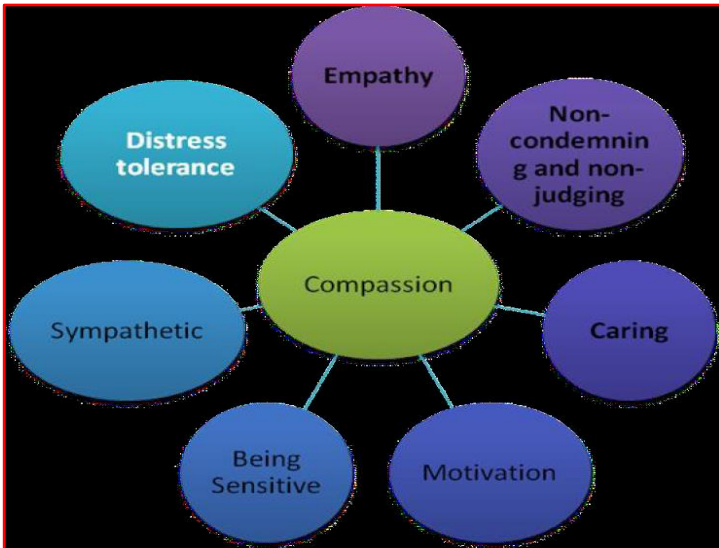 Empathy
Non-
condemnin
g and non-
judging
Distress
tolerance
Compassion
Sympathetic
Caring
Being
Sensitive
Motivation